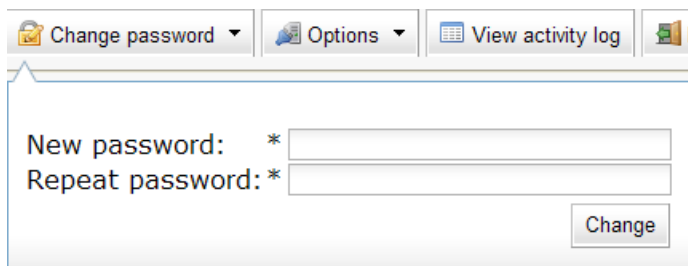 Change password Options View activity log
New password: *
Repeat password: *
Change